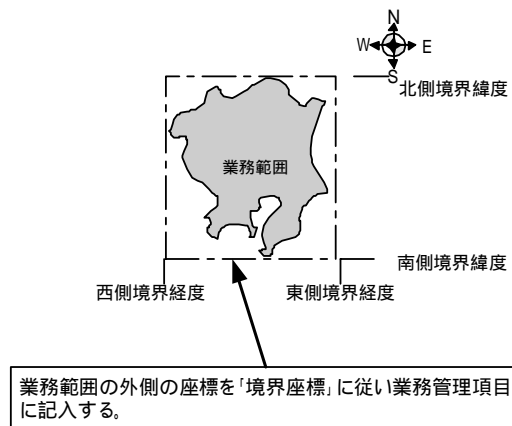 N
W E
S
北側境界緯度
業務範囲
南側境界緯度
西側境界経度 東側境界経度
業務範囲の外側の座標を「境界座標」に従い業務管理項目
に記入する。